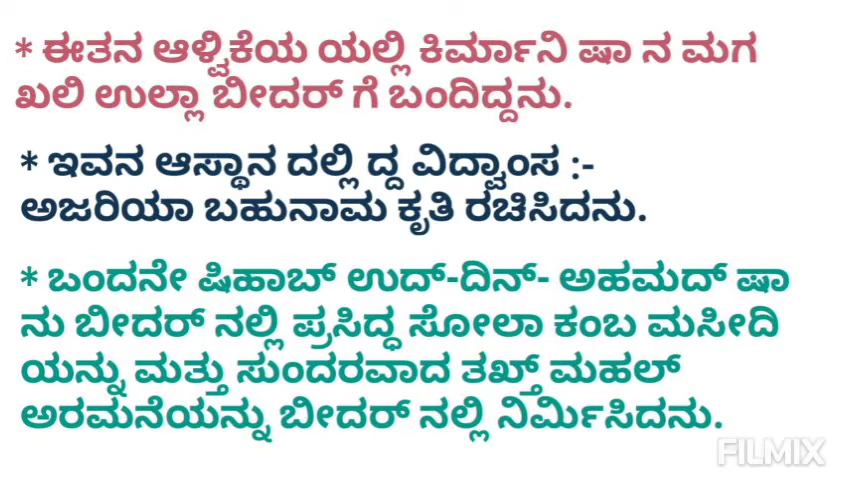 * ಈತನ ಆಳ್ವಿಕೆಯ ಯಲ್ಲಿ ಕಿರ್ಮಾನಿ ಷಾ ನ ಮಗ
ಖಲಿ ಉಲ್ಲಾ ಬೀದರ್ ಗೆ ಬಂದಿದ್ದನು.
* ಇವನ ಆಸ್ಥಾನ ದಲ್ಲಿ ದ್ದ ವಿದ್ವಾಂಸ :-
ಅಜರಿಯಾ ಬಹುನಾಮ ಕೃತಿ ರಚಿಸಿದನು.
* ಬಂದನೇ ಷಿಹಾಬ್ ಉದ್-ದಿನ್- ಅಹಮದ್ ಷಾ
ನು ಬೀದರ್ ನಲ್ಲಿ ಪ್ರಸಿದ್ಧ ಸೋಲಾ ಕಂಬ ಮಸೀದಿ
ಯನ್ನು ಮತ್ತು ಸುಂದರವಾದ ತಖ್ತ್ ಮಹಲ್
ಅರಮನೆಯನ್ನು ಬೀದರ್ ನಲ್ಲಿ ನಿರ್ಮಿಸಿದನು.
FILMIX